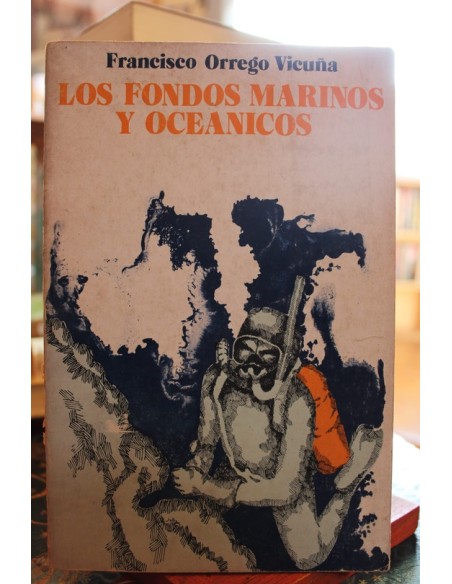 Francisco Orrego Vicuña
LOS FONDOS MARINOS
Y OCEANICOS